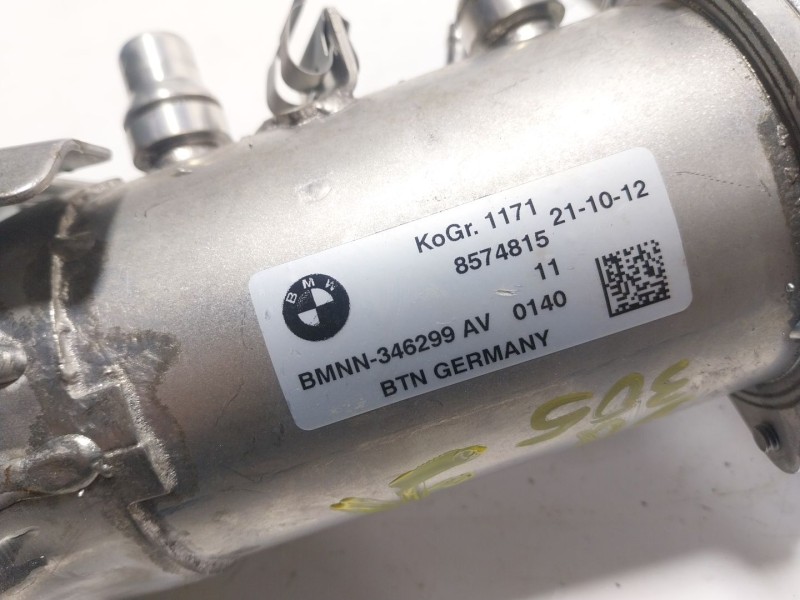 KoGr. 1171
8574815 21-10-12
11
BMW
BMNN-346299 AV 0140
BTN GERMANY
305